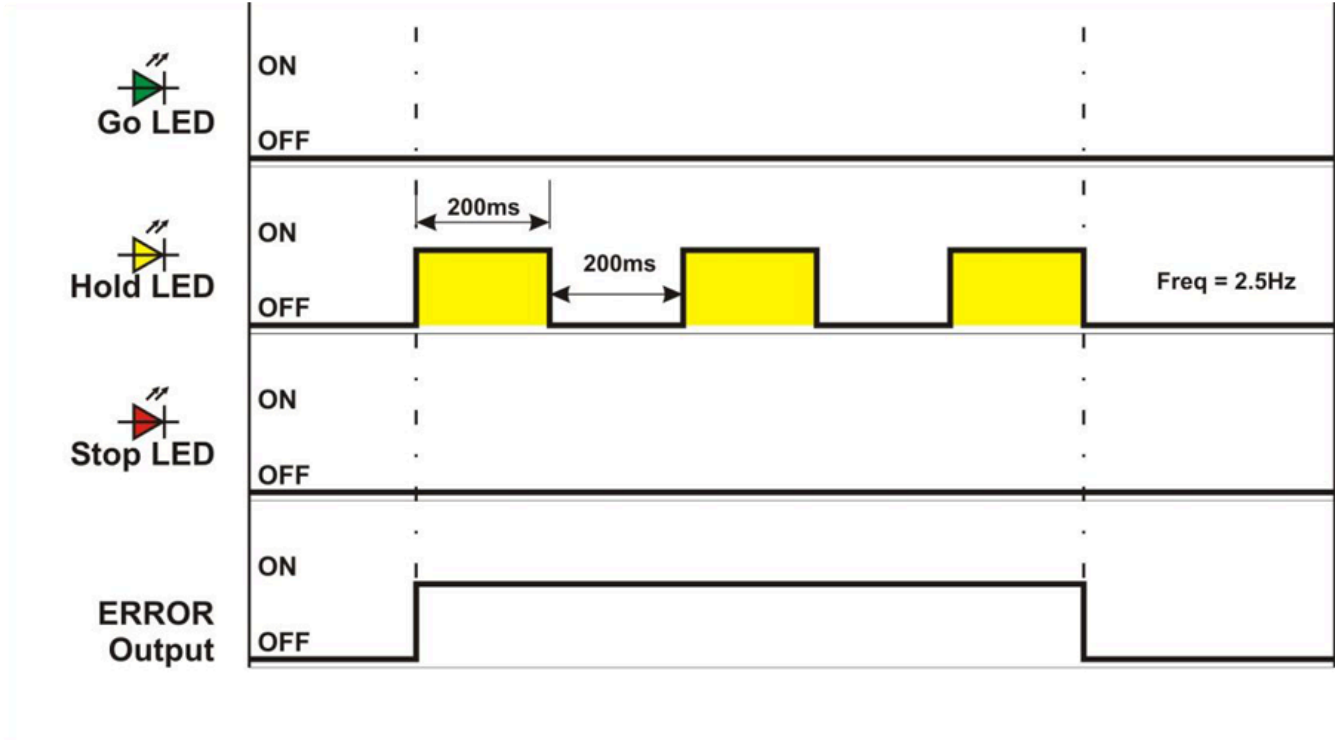 ON
Go LED
OFF
200ms
ON
200ms
Hold LED
Freq = 2.5Hz
OFF
ON
Stop LED
OFF
ON
ERROR
Output
OFF